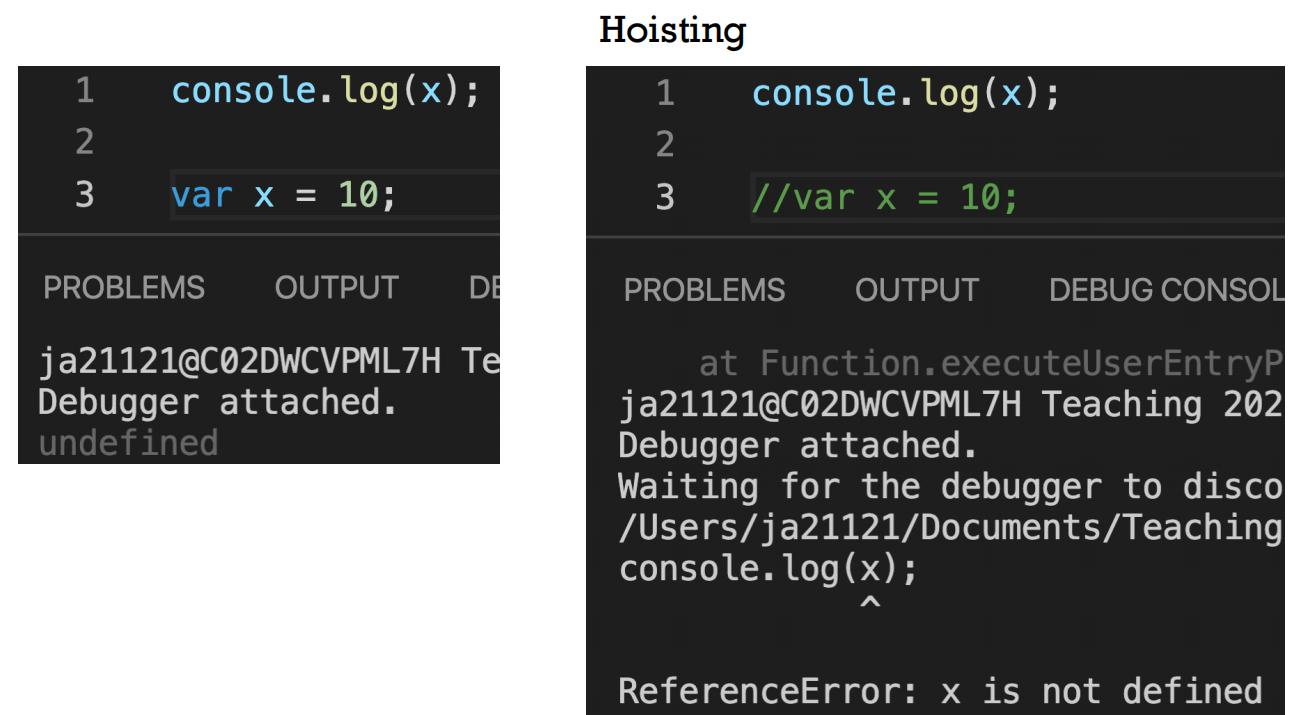 Hoisting
1 console.log(x);
2
3 var x = 10;
PROBLEMS OUTPUT DE
ja21121@C02DWCVPML7H Te
Debugger attached.
undefined
1 console.log(x);
2
3 //var x = 10;
PROBLEMS OUTPUT DEBUG CONSOL
at Function.executeUserEntryP
ja21121@C02DWCVPML7H Teaching 202
Debugger attached.
Waiting for the debugger to disco
/Users/ja21121/Documents/Teaching
console.log(x);
^
ReferenceError: x is not defined